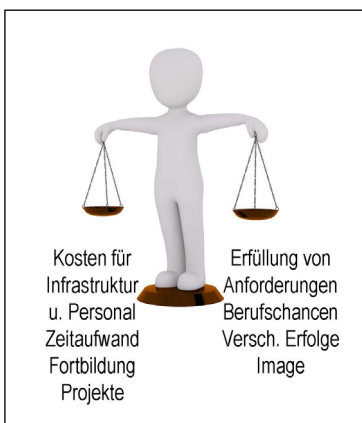 Kosten für
Infrastruktur
u. Personal
Zeitaufwand
Fortbildung
Projekte
Erfüllung von
Anforderungen
Berufschancen
Versch. Erfolge
Image